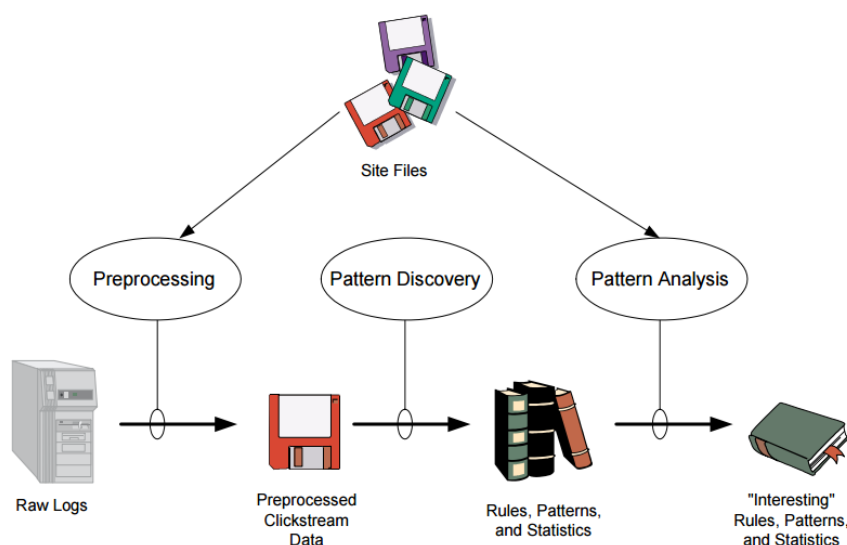 Site Files
Preprocessing
Pattern Discovery
Pattern Analysis
Raw Logs
Preprocessed
Clickstream
Data
Rules, Patterns,
and Statistics
"Interesting"
Rules, Patterns,
and Statistics